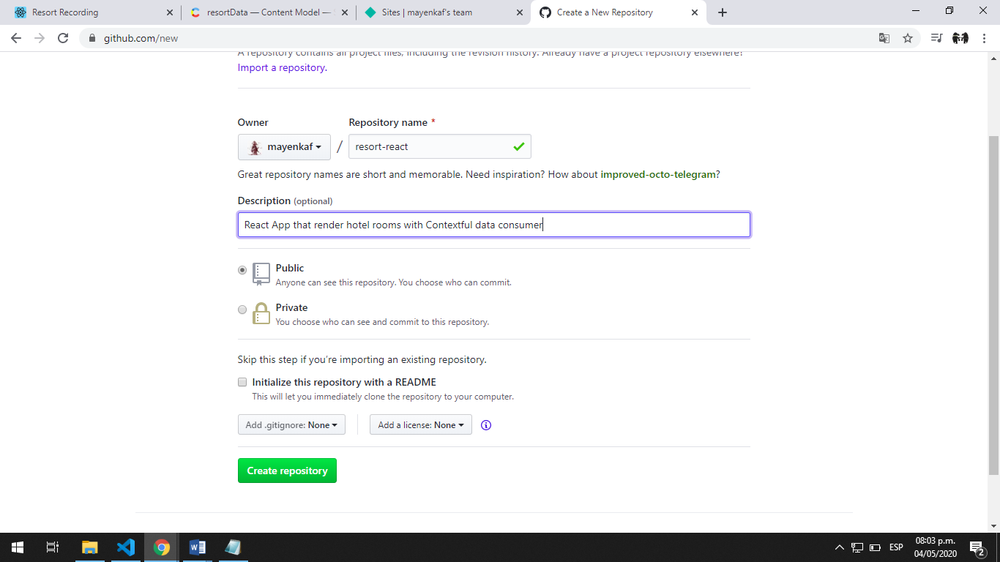 Resort Recording
resortData — Content Model —
Sites | mayenkaf's team
Create a New Repository
github.com/new
A repository contains all project files, including the revision history. Already have a project repository elsewhere?
Import a repository.
Owner
Repository name *
mayenkaf / resort-react
Great repository names are short and memorable. Need inspiration? How about improved-octo-telegram?
Description (optional)
React App that render hotel rooms with Contextful data consumer
Public
Anyone can see this repository. You choose who can commit.
Private
You choose who can see and commit to this repository.
Skip this step if you're importing an existing repository.
Initialize this repository with a README
This will let you immediately clone the repository to your computer.
Add .gitignore: None
Add a license: None
Create repository
ESP
08:03 p.m.
04/05/2020
2